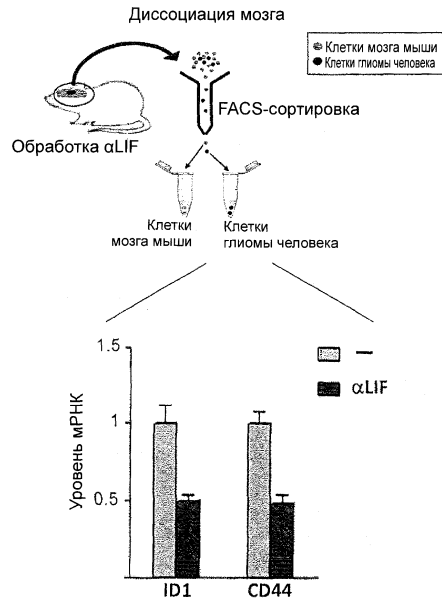 Диссоциация мозга
Клетки мозга мыши
Клетки глиомы человека
FACS-сортировка
Обработка αLIF
Клетки
мозга мыши
Клетки
глиомы человека
Уровень мРНК
1.5
1
0.5
–
αLIF
ID1
CD44